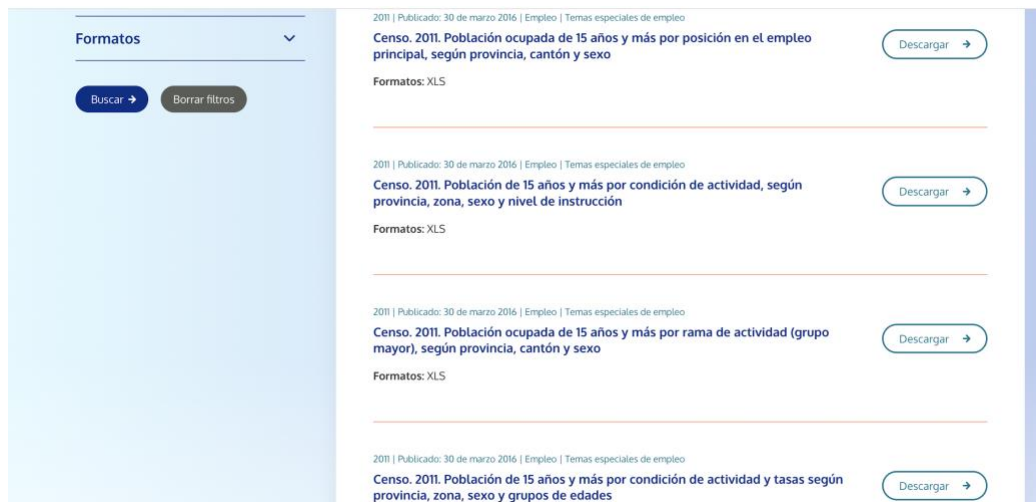 Formatos
Buscar →
Borrar filtros
2011 | Publicado: 30 de marzo 2016 | Empleo | Temas especiales de empleo
Censo. 2011. Población ocupada de 15 años y más por posición en el empleo
principal, según provincia, cantón y sexo
Formatos: XLS
Descargar →
2011 | Publicado: 30 de marzo 2016 | Empleo | Temas especiales de empleo
Censo. 2011. Población de 15 años y más por condición de actividad, según
provincia, zona, sexo y nivel de instrucción
Formatos: XLS
Descargar →
2011 | Publicado: 30 de marzo 2016 | Empleo | Temas especiales de empleo
Censo. 2011. Población ocupada de 15 años y más por rama de actividad (grupo
mayor), según provincia, cantón y sexo
Formatos: XLS
Descargar →
2011 | Publicado: 30 de marzo 2016 | Empleo | Temas especiales de empleo
Censo. 2011. Población de 15 años y más por condición de actividad y tasas según
provincia, zona, sexo y grupos de edades
Descargar →